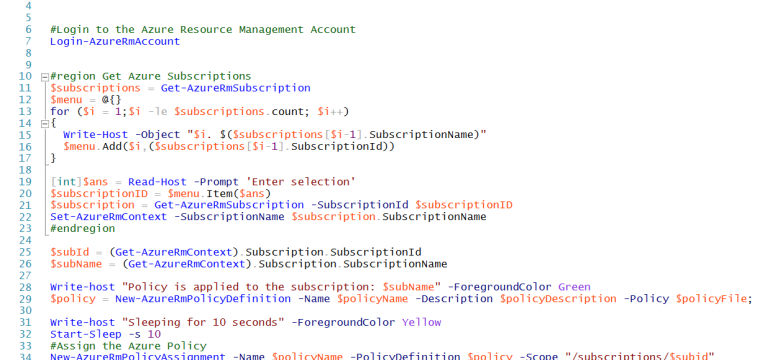 4
5
6 #Login to the Azure Resource Management Account
7 Login-AzureRmAccount
8
9
10 #region Get Azure Subscriptions
11 $subscriptions = Get-AzureRmSubscription
12 $menu = @{}
13 for ($i = 1;$i -le $subscriptions.count; $i++)
14 {
15 Write-Host -Object "$i. $($subscriptions[$i-1].SubscriptionName)"
16 $menu.Add($i,($subscriptions[$i-1].SubscriptionId))
17 }
18
19 [int]$ans = Read-Host -Prompt 'Enter selection'
20 $subscriptionID = $menu.Item($ans)
21 $subscription = Get-AzureRmSubscription -SubscriptionId $subscriptionID
22 Set-AzureRmContext -SubscriptionName $subscription.SubscriptionName
23 #endregion
24
25 $subId = (Get-AzureRmContext).Subscription.SubscriptionId
26 $subName = (Get-AzureRmContext).Subscription.SubscriptionName
27
28 Write-host "Policy is applied to the subscription: $subName" -ForegroundColor Green
29 $policy = New-AzureRmPolicyDefinition -Name $policyName -Description $policyDescription -Policy $policyFile;
30
31 Write-host "Sleeping for 10 seconds" -ForegroundColor Yellow
32 Start-Sleep -s 10
33 #Assign the Azure Policy
34 New-AzureRmPolicyAssignment -Name $policyName -PolicyDefinition $policy -Scope "/subscriptions/$subid"